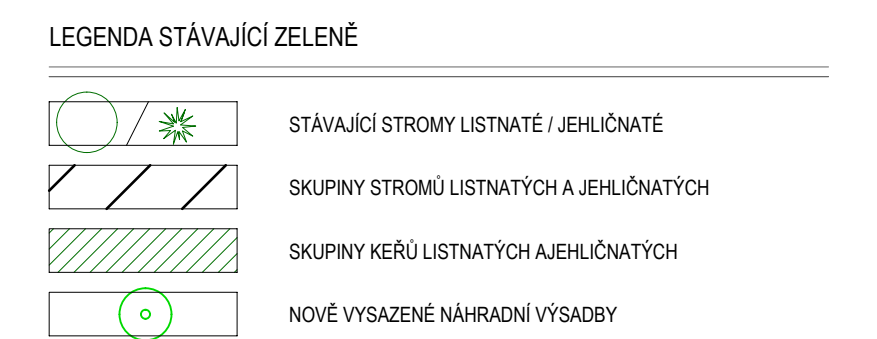 LEGENDA STÁVAJÍCÍ ZELENĚ
STÁVAJÍCÍ STROMY LISTNATÉ / JEHLIČNATÉ
SKUPINY STROMŮ LISTNATÝCH A JEHLIČNATÝCH
SKUPINY KEŘŮ LISTNATÝCH AJEHLIČNATÝCH
NOVĚ VYSAZENÉ NÁHRADNÍ VÝSADBY